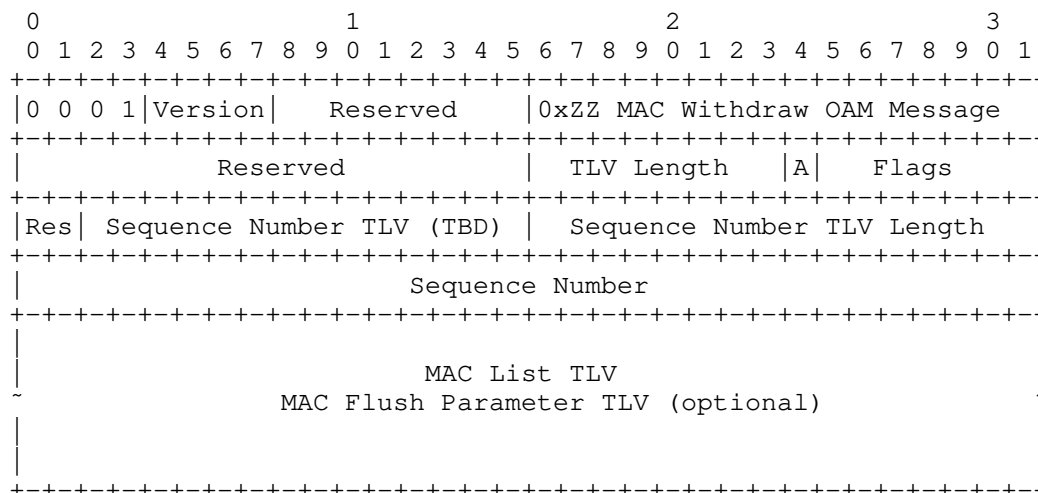 0                   1                   2                   3
 0 1 2 3 4 5 6 7 8 9 0 1 2 3 4 5 6 7 8 9 0 1 2 3 4 5 6 7 8 9 0 1
+-+-+-+-+-+-+-+-+-+-+-+-+-+-+-+-+-+-+-+-+-+-+-+-+-+-+-+-+-+-+-+-
|0 0 0 1|Version|   Reserved    |0xZZ MAC Withdraw OAM Message
+-+-+-+-+-+-+-+-+-+-+-+-+-+-+-+-+-+-+-+-+-+-+-+-+-+-+-+-+-+-+-+-
|            Reserved           |  TLV Length   |A|   Flags
+-+-+-+-+-+-+-+-+-+-+-+-+-+-+-+-+-+-+-+-+-+-+-+-+-+-+-+-+-+-+-+-
|Res| Sequence Number TLV (TBD) |  Sequence Number TLV Length
+-+-+-+-+-+-+-+-+-+-+-+-+-+-+-+-+-+-+-+-+-+-+-+-+-+-+-+-+-+-+-+-
|                        Sequence Number
+-+-+-+-+-+-+-+-+-+-+-+-+-+-+-+-+-+-+-+-+-+-+-+-+-+-+-+-+-+-+-+-
|
|                         MAC List TLV
~                MAC Flush Parameter TLV (optional)
|
|
+-+-+-+-+-+-+-+-+-+-+-+-+-+-+-+-+-+-+-+-+-+-+-+-+-+-+-+-+-+-+-+-